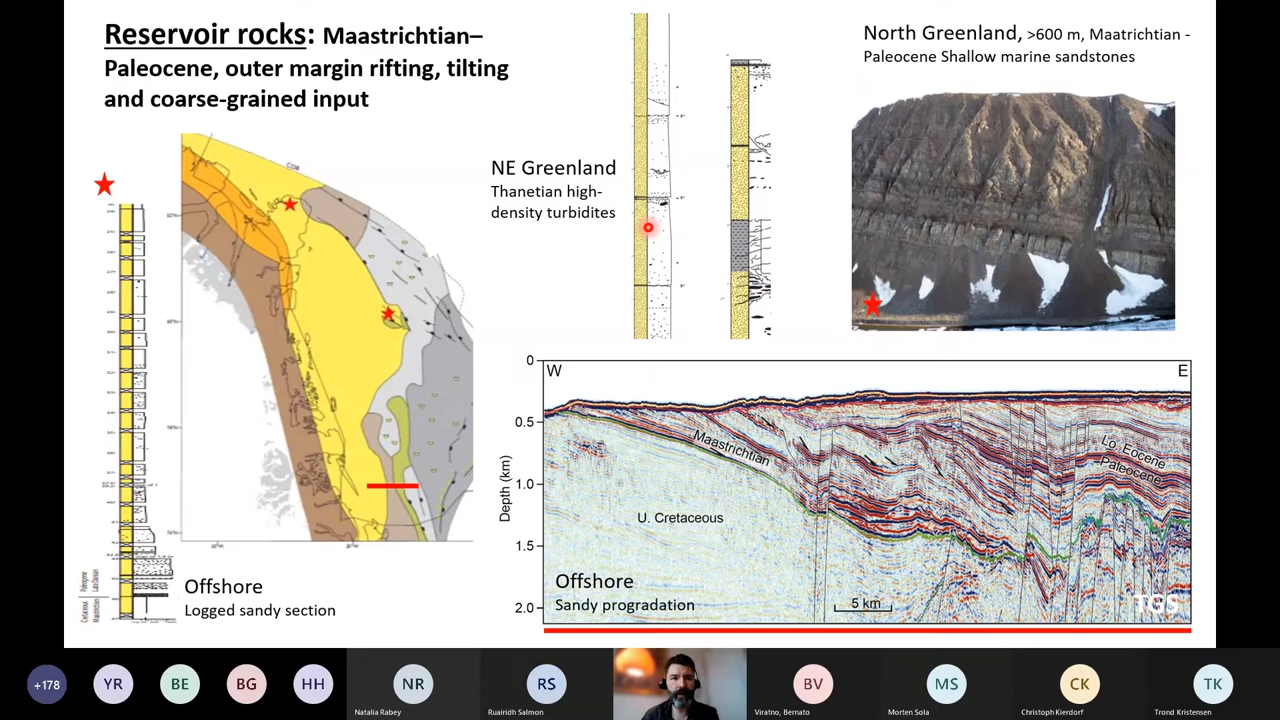 Reservoir rocks: Maastrichtian–
Paleocene, outer margin rifting, tilting
and coarse-grained input
NE Greenland
Thanetian high-
density turbidites
North Greenland, >600 m, Maatrichtian -
Paleocene Shallow marine sandstones
Offshore
Logged sandy section
W
E
0
0.5
1.0
1.5
2.0
Depth (km)
Maastrichtian
U. Cretaceous
Lo. Eocene
Paleocene
Offshore
Sandy progradation
5 km
TGS
+178
YR
BE
BG
HH
NR
Natalia Rabey
RS
Ruairidh Salmon
BV
Viratno, Bernato
MS
Morten Sola
CK
Christoph Kierdorf
TK
Trond Kristensen